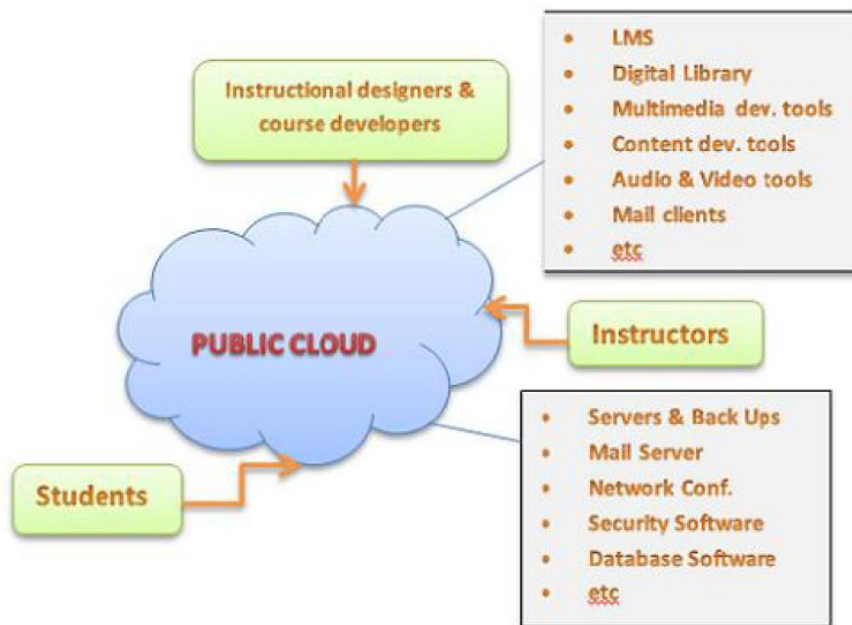 Instructional designers &
course developers
LMS
Digital Library
Multimedia dev. tools
Content dev. tools
Audio & Video tools
Mail clients
etc
PUBLIC CLOUD
Instructors
Students
Servers & Back Ups
Mail Server
Network Conf.
Security Software
Database Software
etc